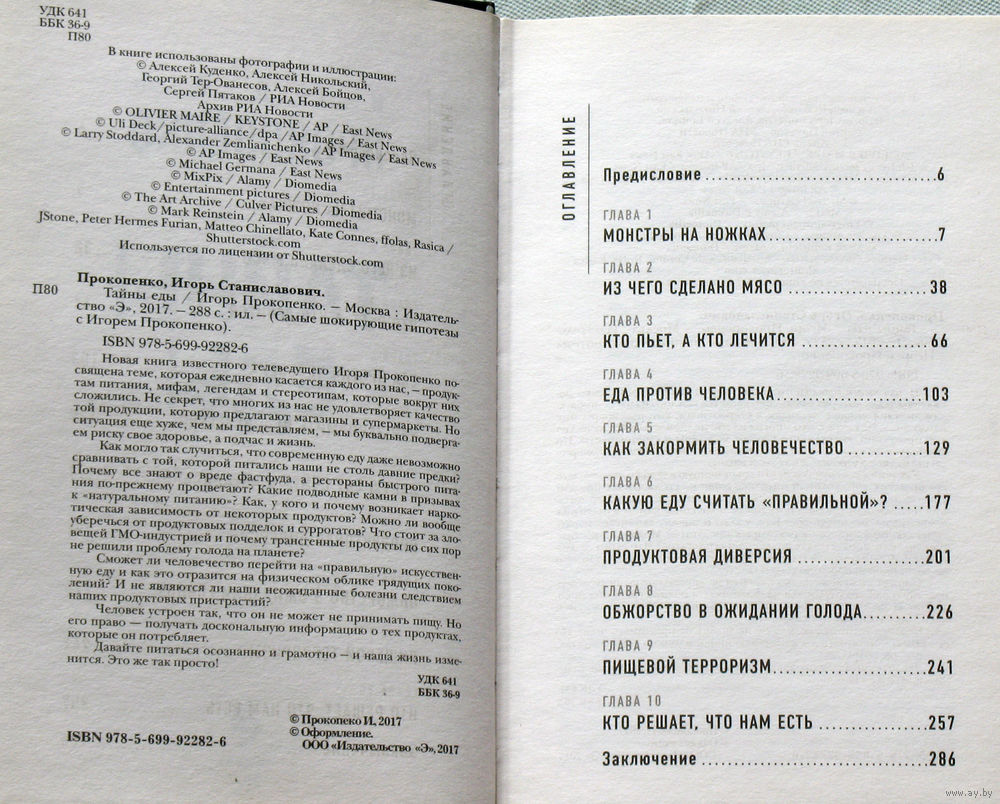 УДК 641
ББК 36-9
П80
В книге использованы фотографии и иллюстрации:
© Алексей Куденко, Алексей Никольский,
Георгий Тер-Ованесов, Алексей Бойцов,
Сергей Пятаков / РИА Новости
Архив РИА Новости
© OLIVIER MAIRE / KEYSTONE / AP / East News
© Uli Deck/picture-alliance/dpa /AP Images / East News
© Larry Stoddard, Alexander Zemlianichenko /AP Images / East News
© AP Images / East News
© Michael Germana / East News
© MixPix / Alamy / Diomedia
© Entertainment pictures / Diomedia
© The Art Archive / Culver Pictures / Diomedia
© Mark Reinstein / Alamy / Diomedia
JStone, Peter Hermes Furian, Matteo Chinellato, Kate Connes, ffolas, Rasica /
Shutterstock.com
Используется по лицензии от Shutterstock.com
Прокопенко, Игорь Станиславович.
П80 Тайны еды / Игорь Прокопенко. – Москва : Издатель-
ство «Э», 2017. – 288 с. : ил. – (Самые шокирующие гипотезы
с Игорем Прокопенко).
ISBN 978-5-699-92282-6
Новая книга известного телеведущего Игоря Прокопенко по-
священа теме, которая ежедневно касается каждого из нас, – продук-
там питания, мифам, легендам и стереотипам, которые вокруг них
сложились. Не секрет, что многих из нас не удовлетворяет качество
той продукции, которую предлагают магазины и супермаркеты. Но
ситуация еще хуже, чем мы представляем, – мы буквально подверга-
ем риску свое здоровье, а подчас и жизнь.
Как могло так случиться, что современную еду даже невозможно
сравнивать с той, которой питались наши не столь давние предки?
Почему все знают о вреде фастфуда, а рестораны быстрого пита-
ния по-прежнему процветают? Какие подводные камни в призывах
к «натуральному питанию»? Как, у кого и почему возникает нарко-
тическая зависимость от некоторых продуктов? Можно ли вообще
уберечься от продуктовых подделок и суррогатов? Что стоит за зло-
вещей ГМО-индустрией и почему трансгенные продукты до сих пор
не решили проблему голода на планете?
Сможет ли человечество перейти на «правильную» искусствен-
ную еду и как это отразится на физическом облике грядущих поко-
лений? И не являются ли наши неожиданные болезни следствием
наших продуктовых пристрастий?
Человек устроен так, что он не может не принимать пищу. Но
его право – получать доскональную информацию о тех продуктах,
которые он потребляет.
Давайте питаться осознанно и грамотно – и наша жизнь изме-
нится. Это же так просто!
УДК 641
ББК 36-9
© Прокопеко И., 2017
© Оформление.
ООО «Издательство «Э», 2017
ISBN 978-5-699-92282-6
ОГЛАВЛЕНИЕ
Предисловие ................................ 6
ГЛАВА 1
МОНСТРЫ НА НОЖКАХ ........................ 7
ГЛАВА 2
ИЗ ЧЕГО СДЕЛАНО МЯСО .................... 38
ГЛАВА 3
КТО ПЬЕТ, А КТО ЛЕЧИТСЯ .................. 66
ГЛАВА 4
ЕДА ПРОТИВ ЧЕЛОВЕКА .................... 103
ГЛАВА 5
КАК ЗАКОРМИТЬ ЧЕЛОВЕЧЕСТВО ............ 129
ГЛАВА 6
КАКУЮ ЕДУ СЧИТАТЬ «ПРАВИЛЬНОЙ»? ..... 177
ГЛАВА 7
ПРОДУКТОВАЯ ДИВЕРСИЯ .................. 201
ГЛАВА 8
ОБЖОРСТВО В ОЖИДАНИИ ГОЛОДА ......... 226
ГЛАВА 9
ПИЩЕВОЙ ТЕРРОРИЗМ ..................... 241
ГЛАВА 10
КТО РЕШАЕТ, ЧТО НАМ ЕСТЬ ................ 257
Заключение ................................ 286
www.ay.by